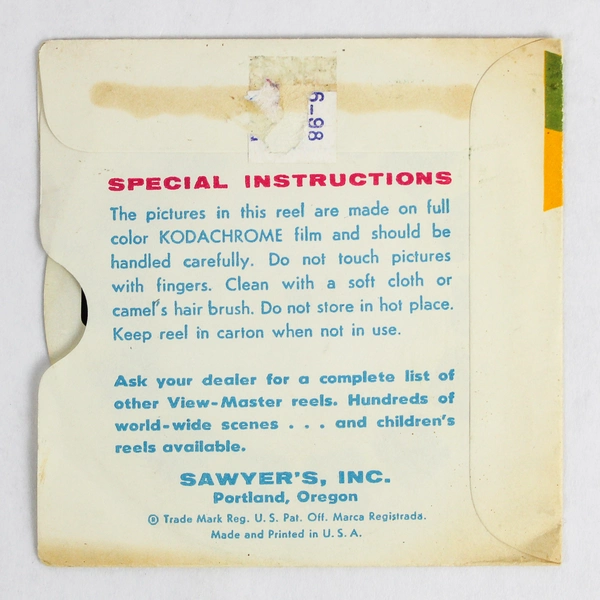 6-98
SPECIAL INSTRUCTIONS
The pictures in this reel are made on full
color KODACHROME film and should be
handled carefully. Do not touch pictures
with fingers. Clean with a soft cloth or
camel's hair brush. Do not store in hot place.
Keep reel in carton when not in use.
Ask your dealer for a complete list of
other View-Master reels. Hundreds of
world-wide scenes . . . and children's
reels available.
SAWYER'S, INC.
Portland, Oregon
® Trade Mark Reg. U. S. Pat. Off. Marca Registrada.
Made and Printed in U. S. A.